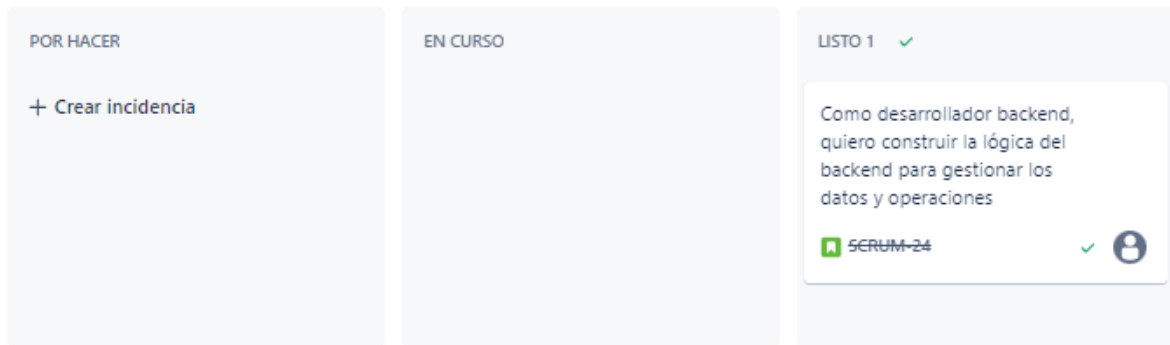 POR HACER
+ Crear incidencia
EN CURSO
LISTO 1
Como desarrollador backend,
quiero construir la lógica del
backend para gestionar los
datos y operaciones
SCRUM-24